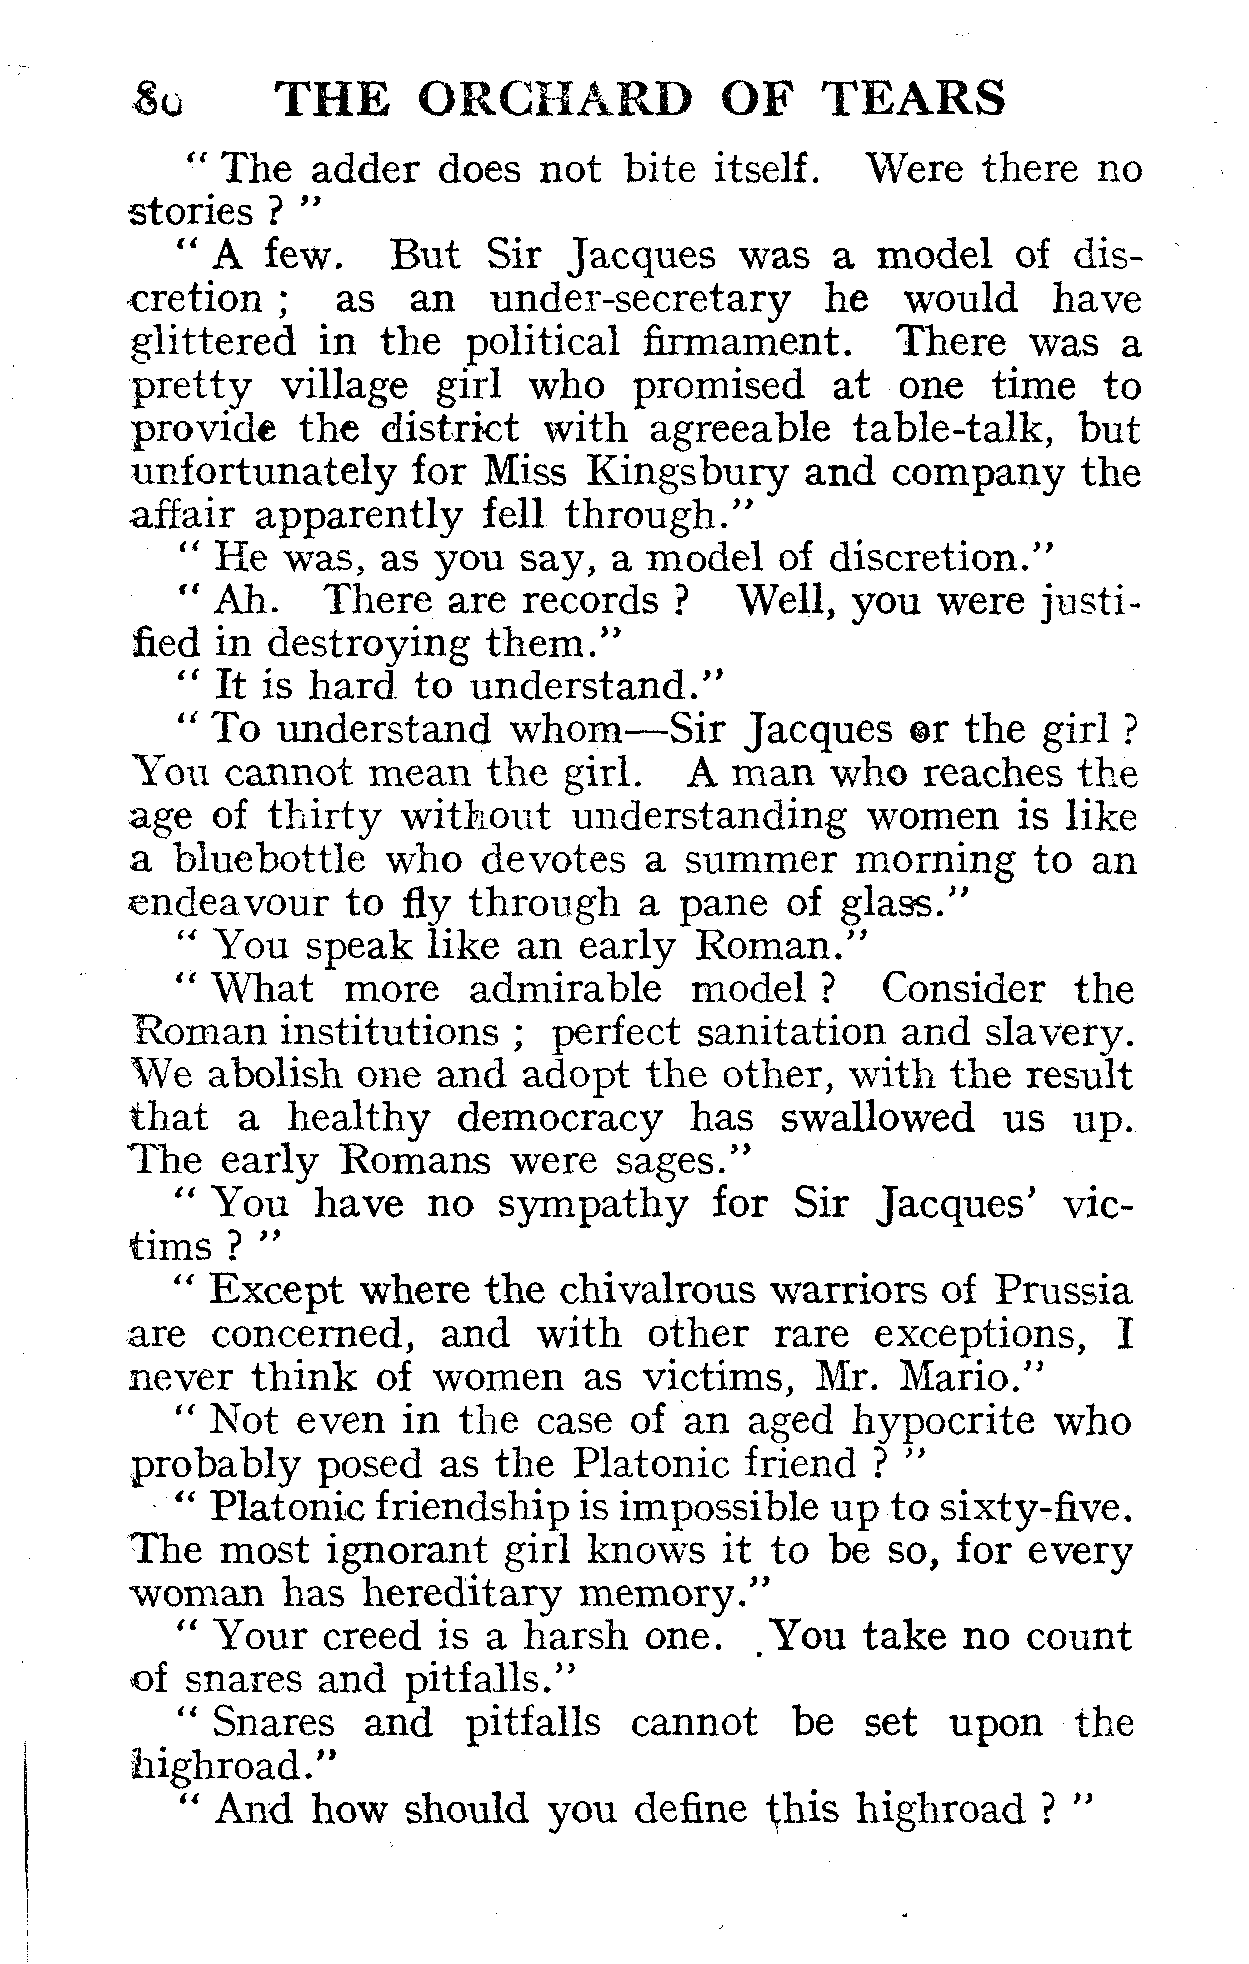 80 THE ORCHARD OF TEARS
“ The adder does not bite itself. Were there no
stories ? ”
“ A few. But Sir Jacques was a model of dis-
cretion ; as an under-secretary he would have
glittered in the political firmament. There was a
pretty village girl who promised at one time to
provide the district with agreeable table-talk, but
unfortunately for Miss Kingsbury and company the
affair apparently fell through.”
“ He was, as you say, a model of discretion.”
“ Ah. There are records ? Well, you were justi-
fied in destroying them.”
“ It is hard to understand.”
“ To understand whom—Sir Jacques or the girl ?
You cannot mean the girl. A man who reaches the
age of thirty without understanding women is like
a bluebottle who devotes a summer morning to an
endeavour to fly through a pane of glass.”
“ You speak like an early Roman.”
“ What more admirable model ? Consider the
Roman institutions ; perfect sanitation and slavery.
We abolish one and adopt the other, with the result
that a healthy democracy has swallowed us up.
The early Romans were sages.”
“ You have no sympathy for Sir Jacques’ vic-
tims ? ”
“ Except where the chivalrous warriors of Prussia
are concerned, and with other rare exceptions, I
never think of women as victims, Mr. Mario.”
“ Not even in the case of an aged hypocrite who
probably posed as the Platonic friend ? ”
“ Platonic friendship is impossible up to sixty-five.
The most ignorant girl knows it to be so, for every
woman has hereditary memory.”
“ Your creed is a harsh one. You take no count
of snares and pitfalls.”
“ Snares and pitfalls cannot be set upon the
highroad.”
“ And how should you define this highroad ? ”